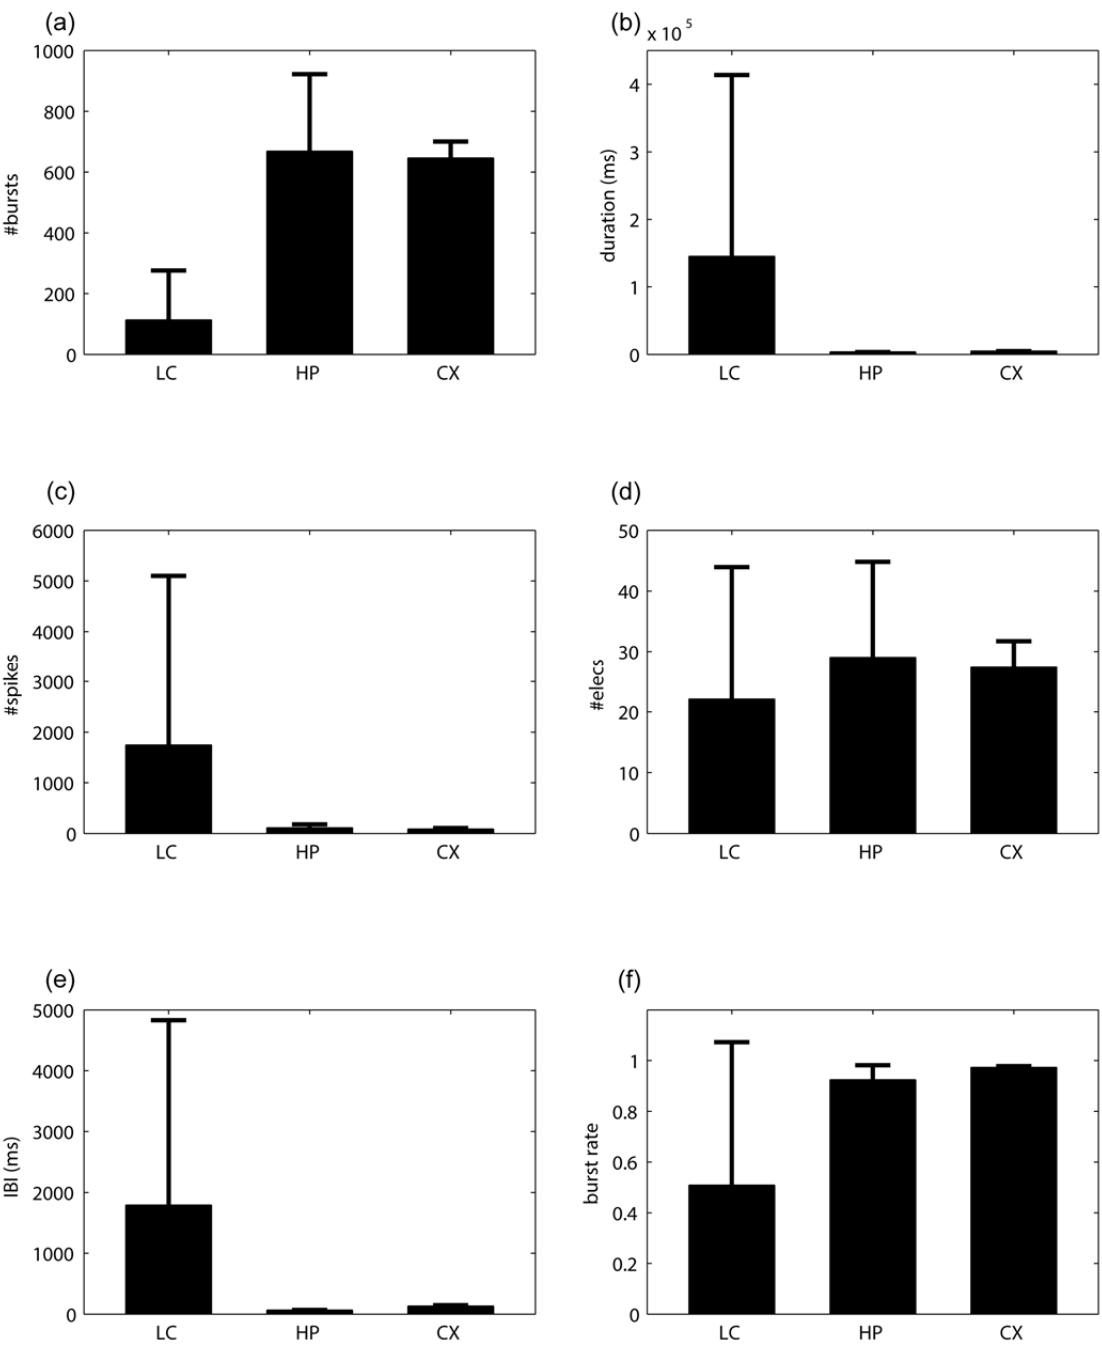 (a)
1000
800
600
400
200
0
#bursts
LC HP CX
(b)
x 10 5
4
3
2
1
0
duration (ms)
LC HP CX
(c)
6000
5000
4000
3000
2000
1000
0
#spikes
LC HP CX
(d)
50
40
30
20
10
0
#elecs
LC HP CX
(e)
5000
4000
3000
2000
1000
0
IBI (ms)
LC HP CX
(f)
1
0.8
0.6
0.4
0.2
0
burst rate
LC HP CX